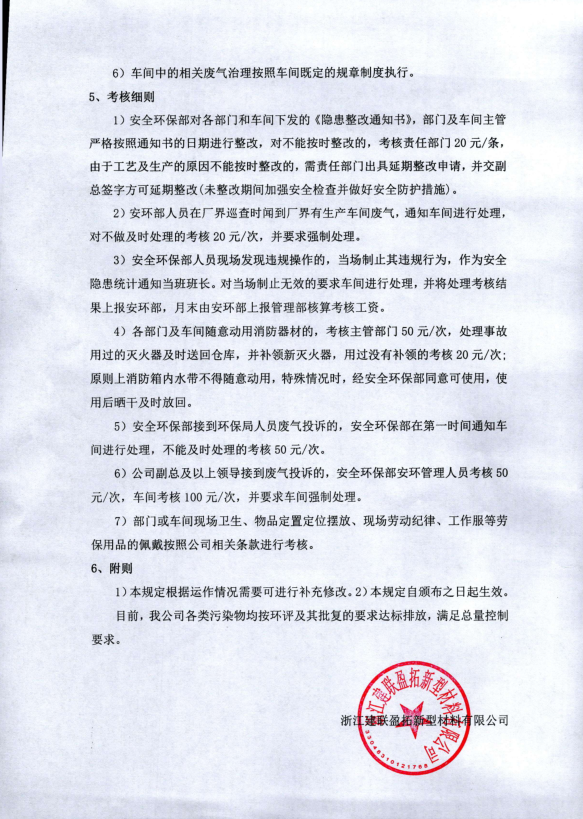 6）车间中的相关废气治理按照车间既定的规章制度执行。
5、考核细则
1）安全环保部对各部门和车间下发的《隐患整改通知书》，部门及车间主管
严格按照通知书的日期进行整改，对不能按时整改的，考核责任部门 20 元/条，
由于工艺及生产的原因不能按时整改的，需责任部门出具延期整改申请，并交副
总签字方可延期整改(未整改期间加强安全检查并做好安全防护措施)。
2）安环部人员在厂界巡查时闻到厂界有生产车间废气，通知车间进行处理，
对不做及时处理的考核 20 元/次，并要求强制处理。
3）安全环保部人员现场发现违规操作的，当场制止其违规行为，作为安全
隐患统计通知当班班长。对当场制止无效的要求车间进行处理，并将处理考核结
果上报安环部，月末由安环部上报管理部核算考核工资。
4）各部门及车间随意动用消防器材的，考核主管部门 50 元/次，处理事故
用过的灭火器及时送回仓库，并补领新灭火器，用过没有补领的考核 20 元/次；
原则上消防箱内水带不得随意动用，特殊情况时，经安全环保部同意可使用，使
用后晒干及时放回。
5）安全环保部接到环保局人员废气投诉的，安全环保部在第一时间通知车
间进行处理，不能及时处理的考核 50 元/次。
6）公司副总及以上领导接到废气投诉的，安全环保部安环管理人员考核 50
元/次，车间考核 100 元/次，并要求车间强制处理。
7）部门或车间现场卫生、物品定置定位摆放、现场劳动纪律、工作服等劳
保用品的佩戴按照公司相关条款进行考核。
6、附则
1）本规定根据运作情况需要可进行补充修改。2）本规定自颁布之日起生效。
目前，我公司各类污染物均按环评及其批复的要求达标排放，满足总量控制
要求。
浙江建联盈拓新型材料有限公司
浙江建联盈拓新型材料有限公司